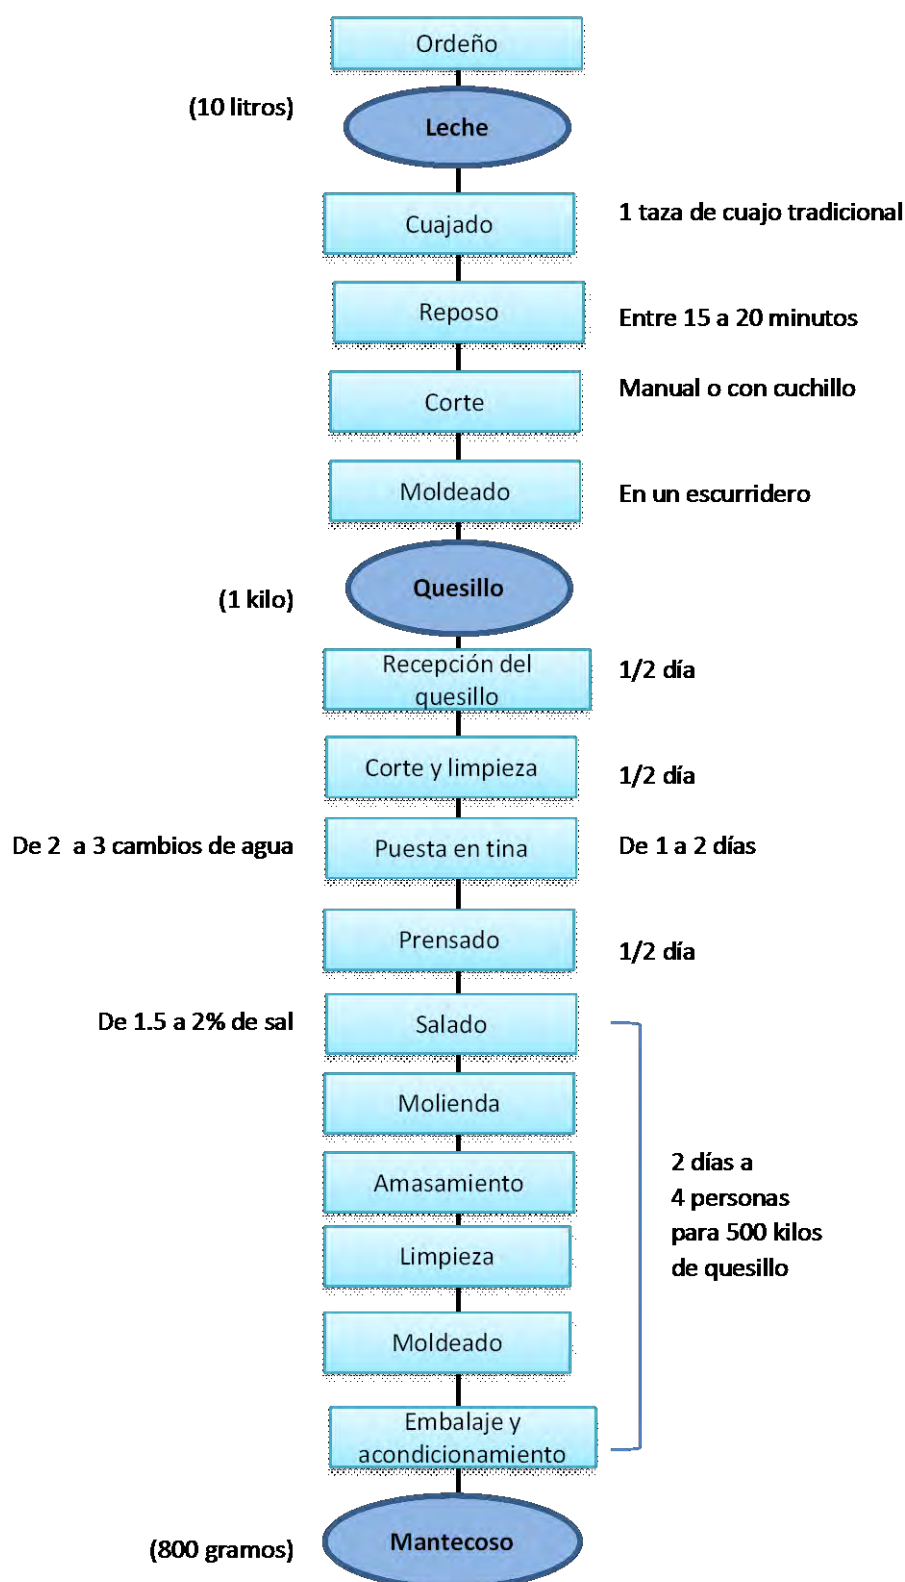 Ordeño
(10 litros)
Leche
Cuajado
1 taza de cuajo tradicional
Reposo
Entre 15 a 20 minutos
Corte
Manual o con cuchillo
Moldeado
En un escurridero
Quesillo
(1 kilo)
Recepción del
quesillo
1/2 día
Corte y limpieza
1/2 día
De 2 a 3 cambios de agua
Puesta en tina
De 1 a 2 días
Prensado
1/2 día
De 1.5 a 2% de sal
Salado
Molienda
Amasamiento
Limpieza
Moldeado
Embalaje y
acondicionamiento
2 días a
4 personas
para 500 kilos
de quesillo
(800 gramos)
Mantecoso